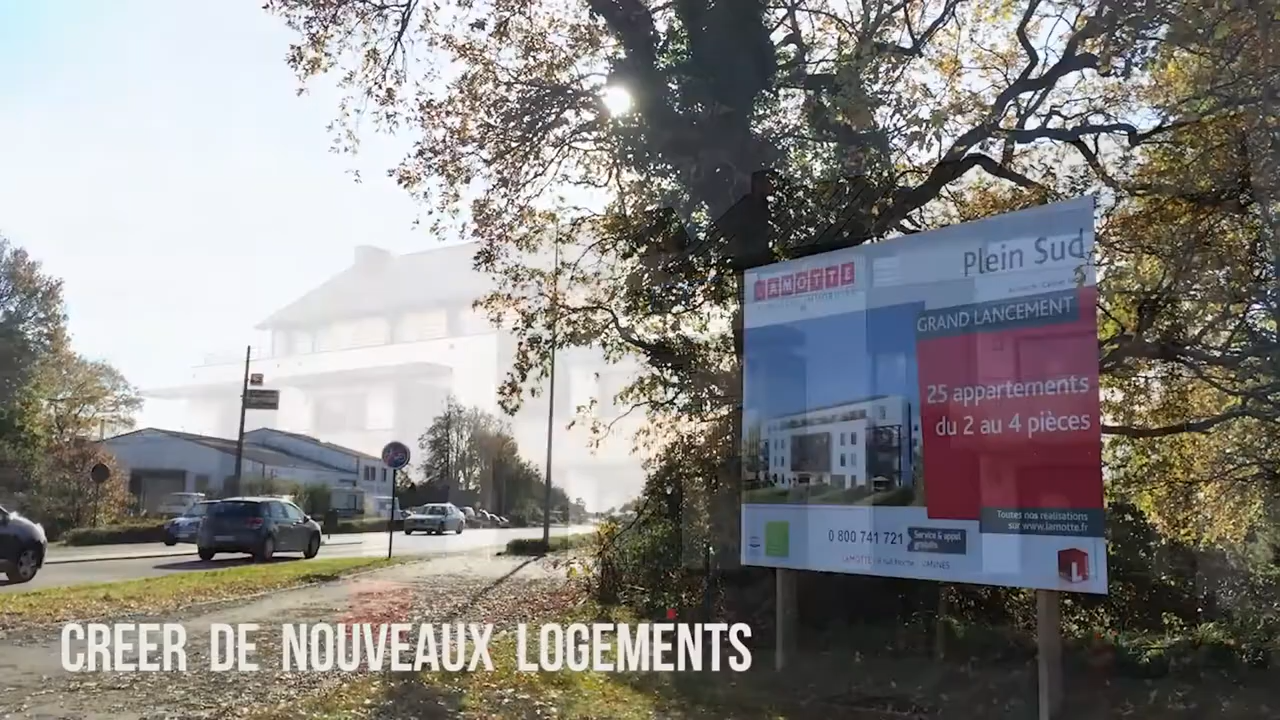 LAMOTTE
Plein Sud
GRAND LANCEMENT
25 appartements
du 2 au 4 pièces
Toutes nos réalisations
sur www.lamotte.fr
0 800 741 721
Service & appel
gratuits
LAMOTTE
CREER DE NOUVEAUX LOGEMENTS